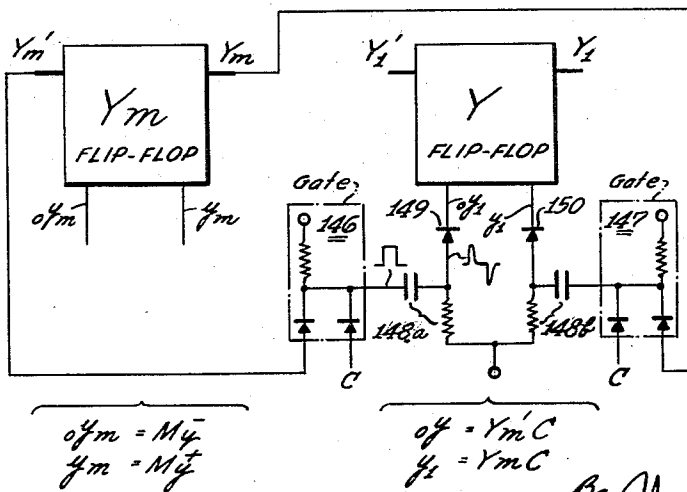 Ym' Ym Y1' Y1
Ym Y
FLIP-FLOP FLIP-FLOP
oym ym Gate 149 oy1 y1 150 Gate
146 147
148a 148b
C C
oym = My⁻ oy = Ym'C
ym = My⁺ y1 = YmC